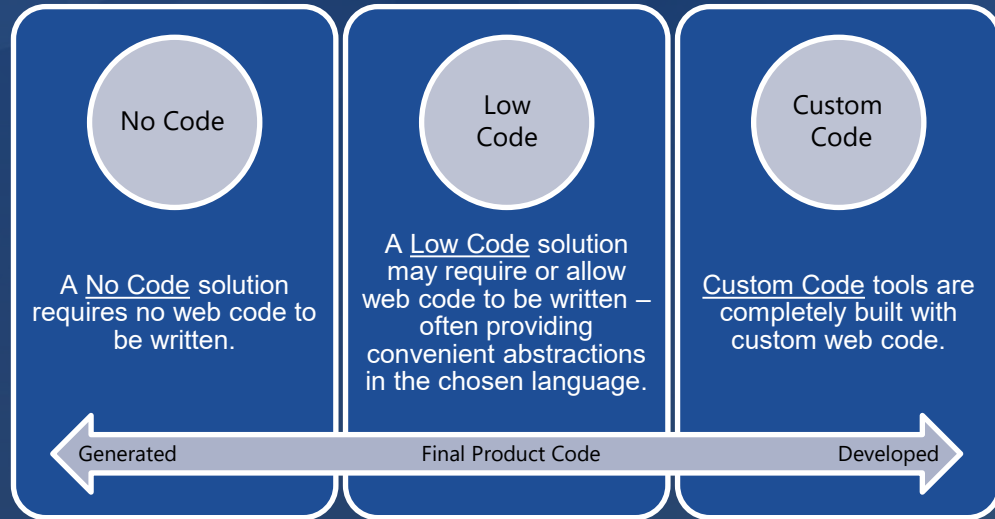 No Code
A No Code solution
requires no web code to
be written.
Low
Code
A Low Code solution
may require or allow
web code to be written –
often providing
convenient abstractions
in the chosen language.
Custom
Code
Custom Code tools are
completely built with
custom web code.
Generated
Final Product Code
Developed